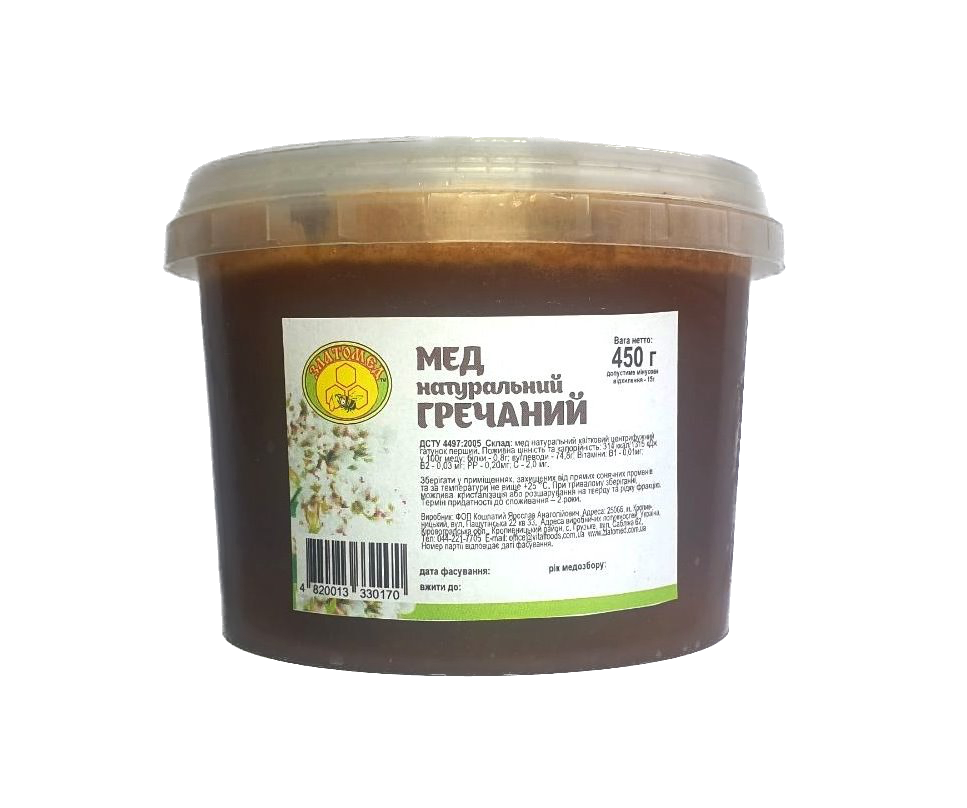 ЗЛАТОМЕД
TM
МЕД
натуральний
ГРЕЧАНИЙ
Вага нетто:
450 г
допустиме мінусове
відхилення - 15г
ДСТУ 4497:2005 Склад: мед натуральний квітковий центрифужний
гатунок перший. Поживна цінність та калорійність: 314 ккал/1315 кДж
у 100г меду: білки - 0,8г; вуглеводи - 74,8г. Вітаміни: В1 - 0,01мг;
В2 - 0,03 мг; РР - 0,20мг; С - 2,0 мг.
Зберігати у приміщеннях, захищених від прямих сонячних променів
та за температури не вище +25 °С. При тривалому зберіганні
можлива кристалізація або розшарування на тверду та рідку фракцію.
Термін придатності до споживання – 2 роки.
Виробник: ФОП Кошлатий Ярослав Анатолійович. Адреса: 25066, м. Кропив-
ницький, вул. Пацутинська 22 кв 33. Адреса виробничих потужностей: Україна,
Кіровоградська обл., Кропивницький район, с. Грузьке, вул. 62.
Тел: 044-221-7705 E-mail: office@vitalfoods.com.ua www.zlatomed.com.ua
Номер партії відповідає даті фасування.
дата фасування:
рік медозбору:
вжити до:
4 820013 330170